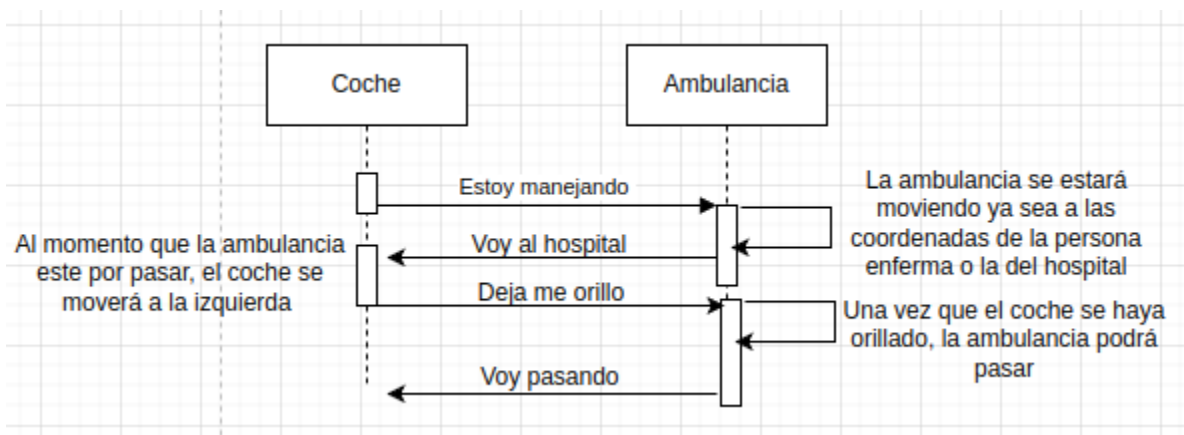 Coche
Ambulancia
Estoy manejando
La ambulancia se estará
moviendo ya sea a las
coordenadas de la persona
enferma o la del hospital
Al momento que la ambulancia
este por pasar, el coche se
moverá a la izquierda
Voy al hospital
Deja me orillo
Una vez que el coche se haya
orillado, la ambulancia podrá
pasar
Voy pasando